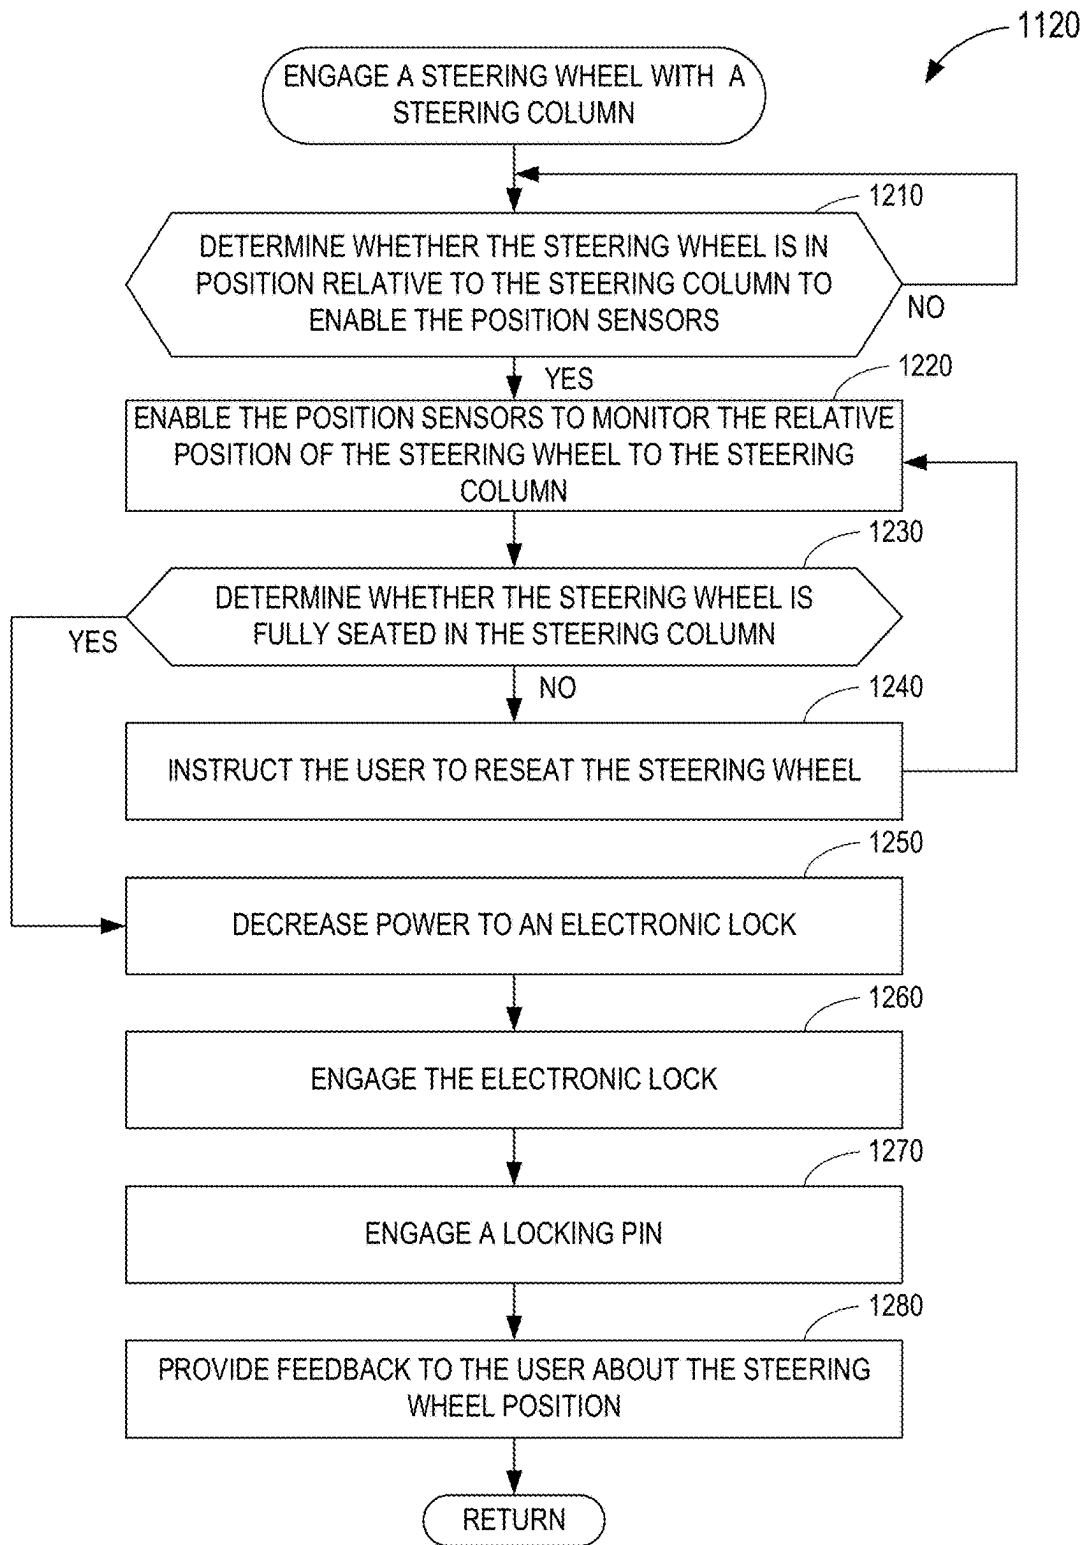 1120
ENGAGE A STEERING WHEEL WITH A
STEERING COLUMN
1210
DETERMINE WHETHER THE STEERING WHEEL IS IN
POSITION RELATIVE TO THE STEERING COLUMN TO
ENABLE THE POSITION SENSORS
NO
YES
1220
ENABLE THE POSITION SENSORS TO MONITOR THE RELATIVE
POSITION OF THE STEERING WHEEL TO THE STEERING
COLUMN
1230
DETERMINE WHETHER THE STEERING WHEEL IS
FULLY SEATED IN THE STEERING COLUMN
YES
NO
1240
INSTRUCT THE USER TO RESEAT THE STEERING WHEEL
1250
DECREASE POWER TO AN ELECTRONIC LOCK
1260
ENGAGE THE ELECTRONIC LOCK
1270
ENGAGE A LOCKING PIN
1280
PROVIDE FEEDBACK TO THE USER ABOUT THE STEERING
WHEEL POSITION
RETURN